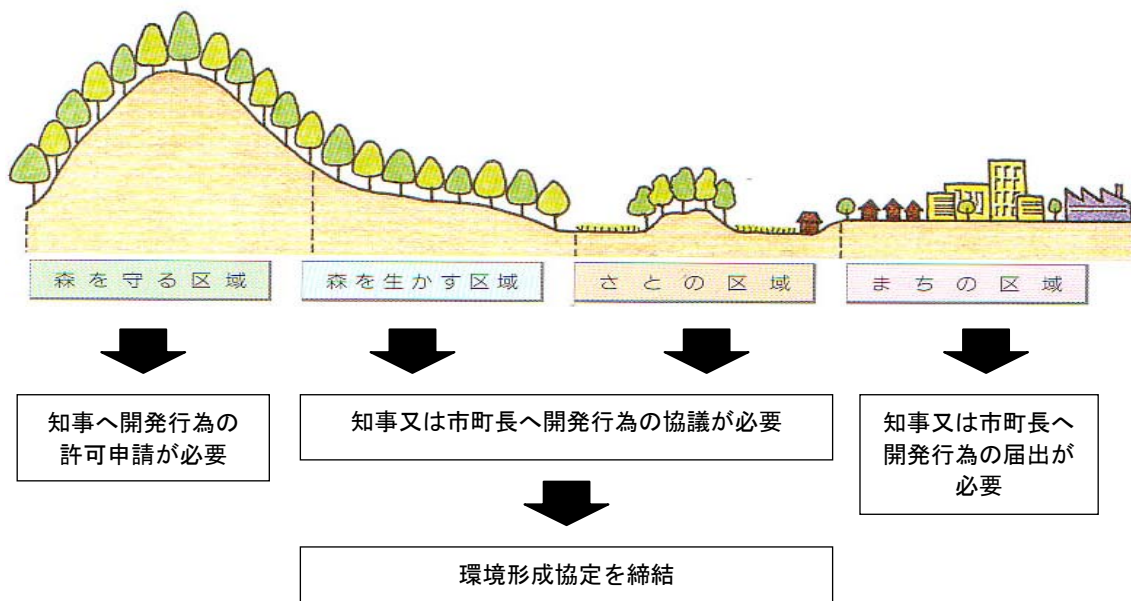 森を守る区域
森を生かす区域
さとの区域
まちの区域
知事へ開発行為の
許可申請が必要
知事又は市町長へ開発行為の協議が必要
知事又は市町長へ
開発行為の届出が
必要
環境形成協定を締結